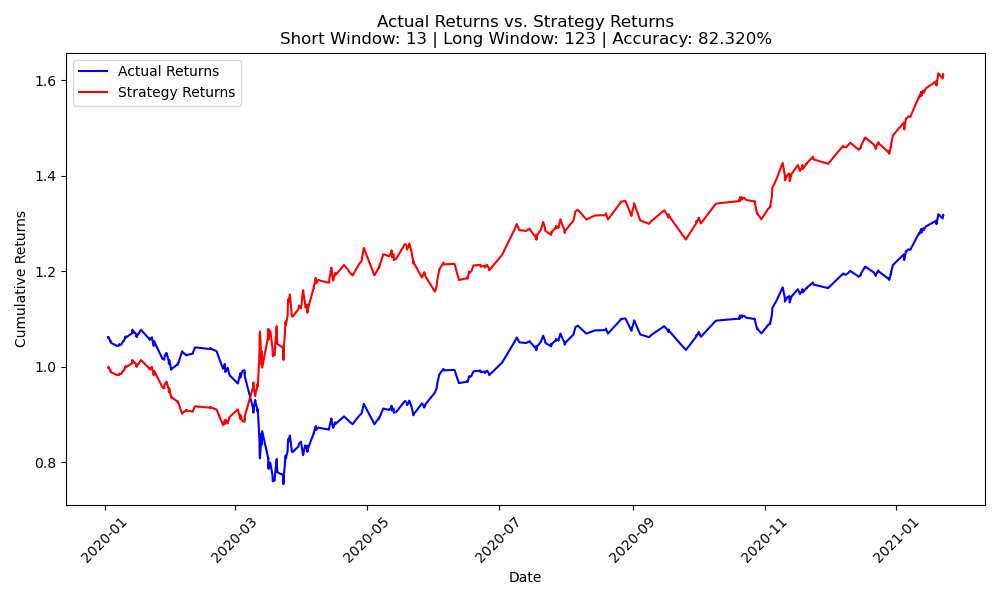 Actual Returns vs. Strategy Returns
Short Window: 13 | Long Window: 123 | Accuracy: 82.320%
Actual Returns
Strategy Returns
Cumulative Returns
1.6
1.4
1.2
1.0
0.8
2020-01
2020-03
2020-05
2020-07
2020-09
2020-11
2021-01
Date